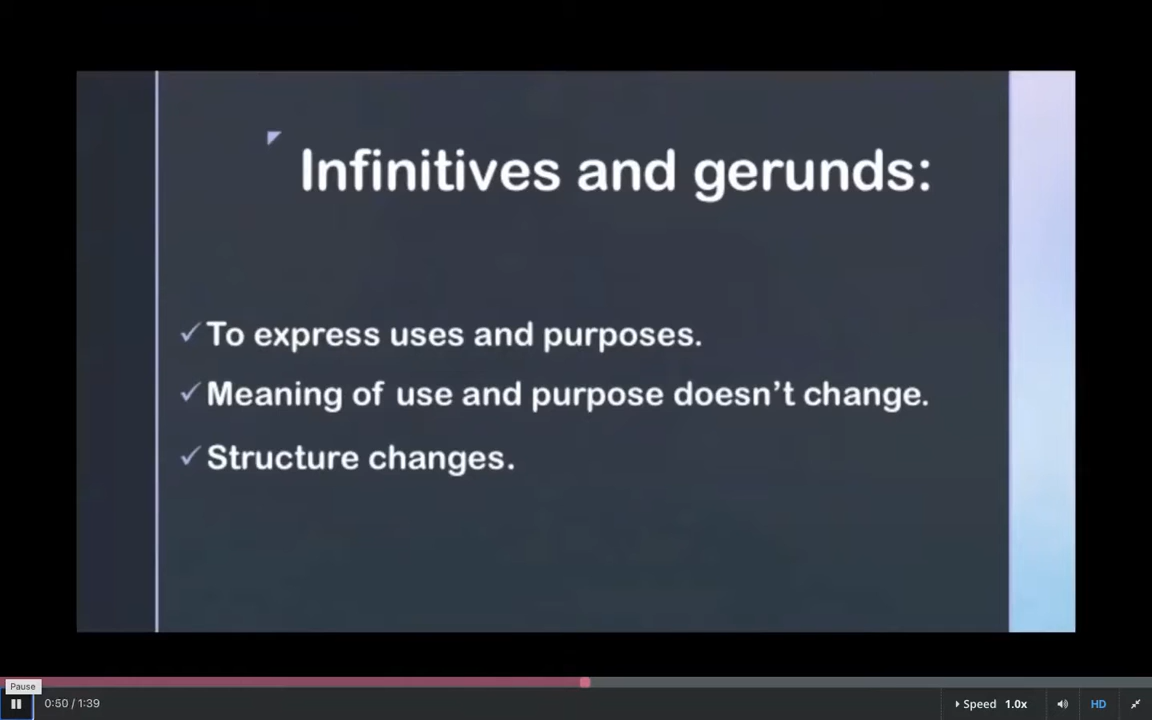 Infinitives and gerunds:
✓ To express uses and purposes.
✓ Meaning of use and purpose doesn't change.
✓ Structure changes.
Pause
0:50 / 1:39
Speed 1.0x
HD